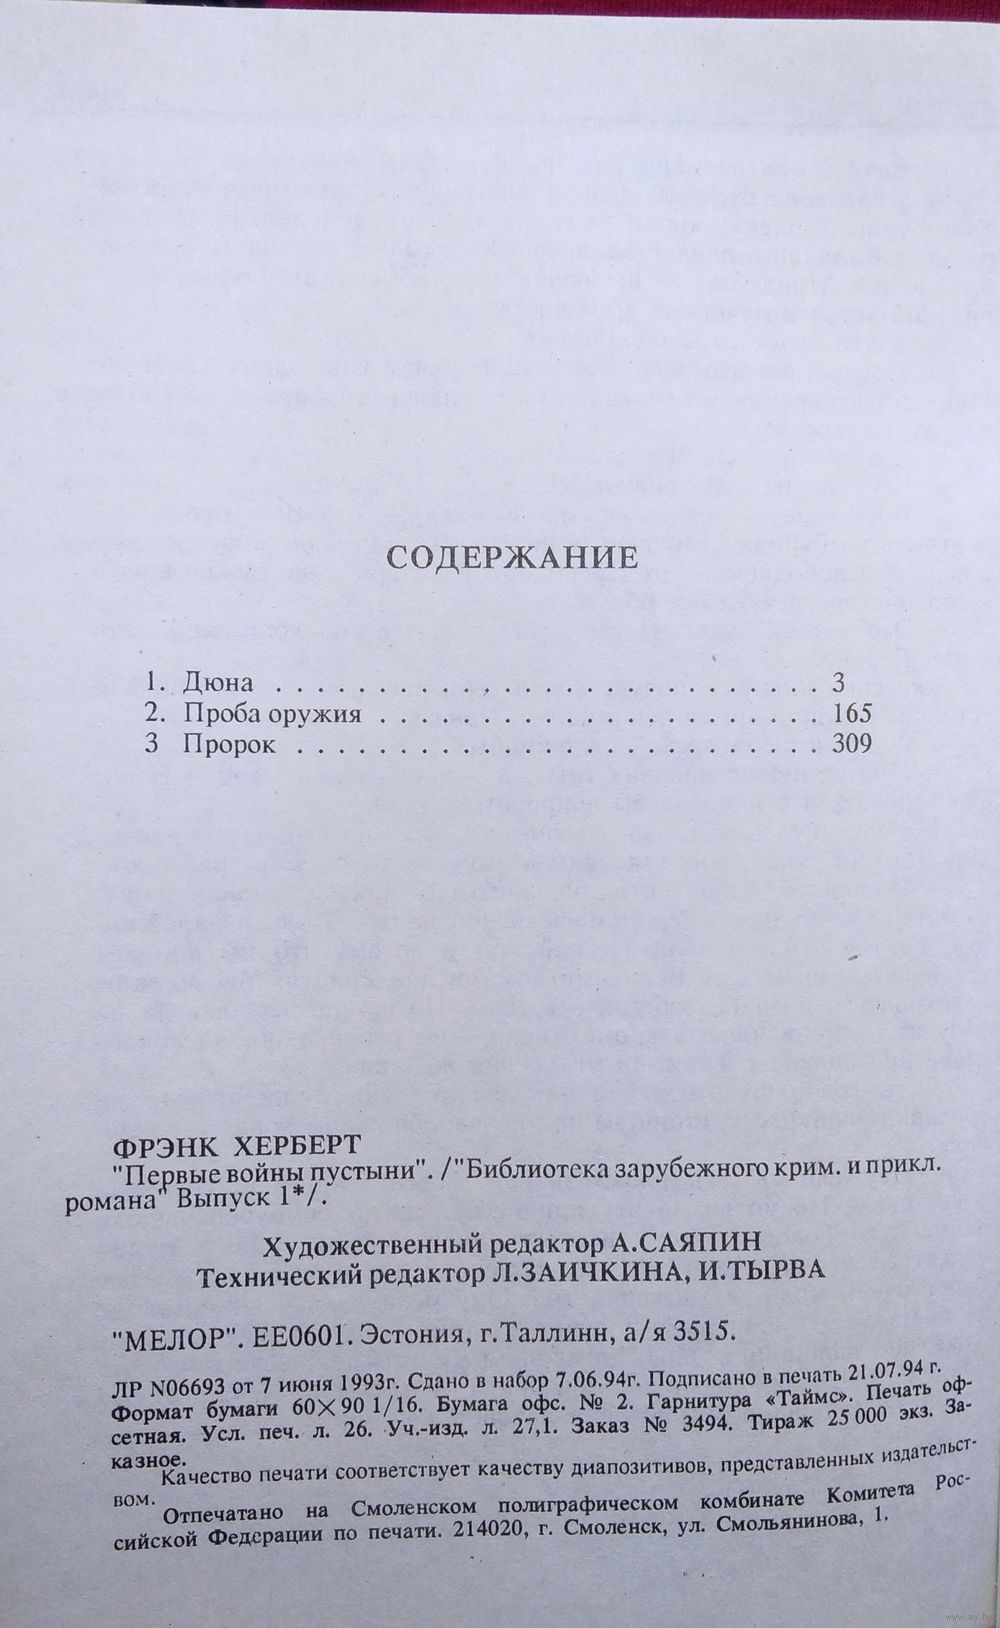 СОДЕРЖАНИЕ
1. Дюна . . . . . . . . . . . . . . . . . . . . 3
2. Проба оружия . . . . . . . . . . . . . . . . 165
3 Пророк . . . . . . . . . . . . . . . . . . . 309
ФРЭНК ХЕРБЕРТ
"Первые войны пустыни". /"Библиотека зарубежного крим. и прикл.
романа" Выпуск 1*/.
Художественный редактор А.САЯПИН
Технический редактор Л.ЗАИЧКИНА, И.ТЫРВА
"МЕЛОР". ЕЕ0601. Эстония, г.Таллинн, а/я 3515.
ЛР N06693 от 7 июня 1993г. Сдано в набор 7.06.94г. Подписано в печать 21.07.94 г.
Формат бумаги 60×90 1/16. Бумага офс. № 2. Гарнитура «Таймс». Печать оф-
сетная. Усл. печ. л. 26. Уч.-изд. л. 27,1. Заказ № 3494. Тираж 25 000 экз. За-
казное.
Качество печати соответствует качеству диапозитивов, представленных издательст-
вом.
Отпечатано на Смоленском полиграфическом комбинате Комитета Рос-
сийской Федерации по печати. 214020, г. Смоленск, ул. Смольянинова, 1.
www.ay.by